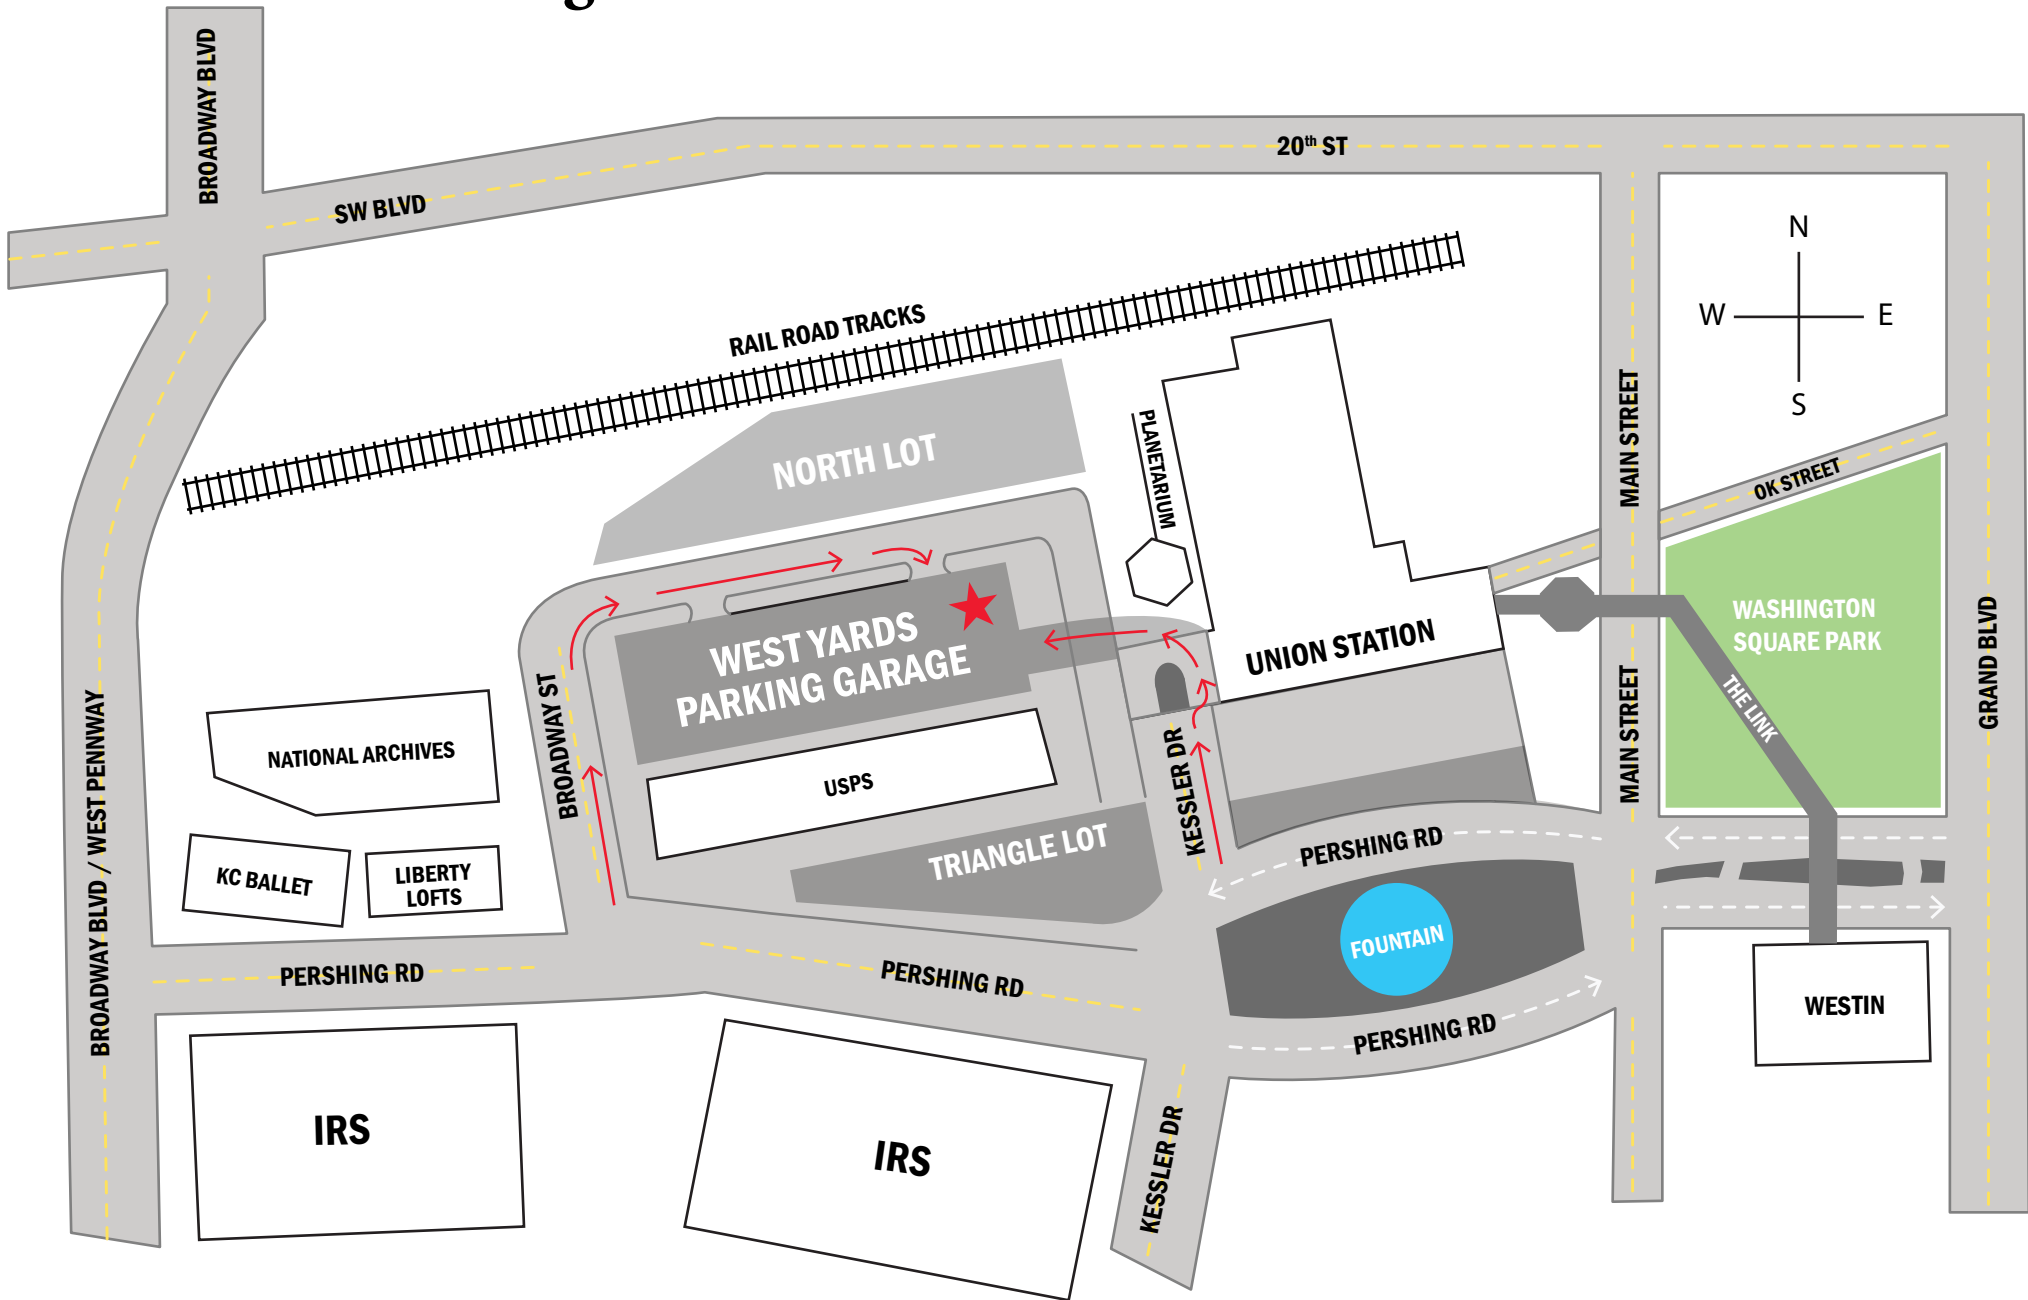 BROADWAY BLVD
20th ST
SW BLVD
N
W
E
S
RAIL ROAD TRACKS
NORTH LOT
PLANETARIUM
MAIN STREET
OK STREET
WASHINGTON
SQUARE PARK
WEST YARDS
PARKING GARAGE
UNION STATION
THE LINK
GRAND BLVD
MAIN STREET
BROADWAY ST
NATIONAL ARCHIVES
USPS
KESSLER DR
TRIANGLE LOT
PERSHING RD
KC BALLET
LIBERTY
LOFTS
BROADWAY BLVD / WEST PENNWAY
FOUNTAIN
PERSHING RD
PERSHING RD
PERSHING RD
WESTIN
IRS
IRS
KESSLER DR